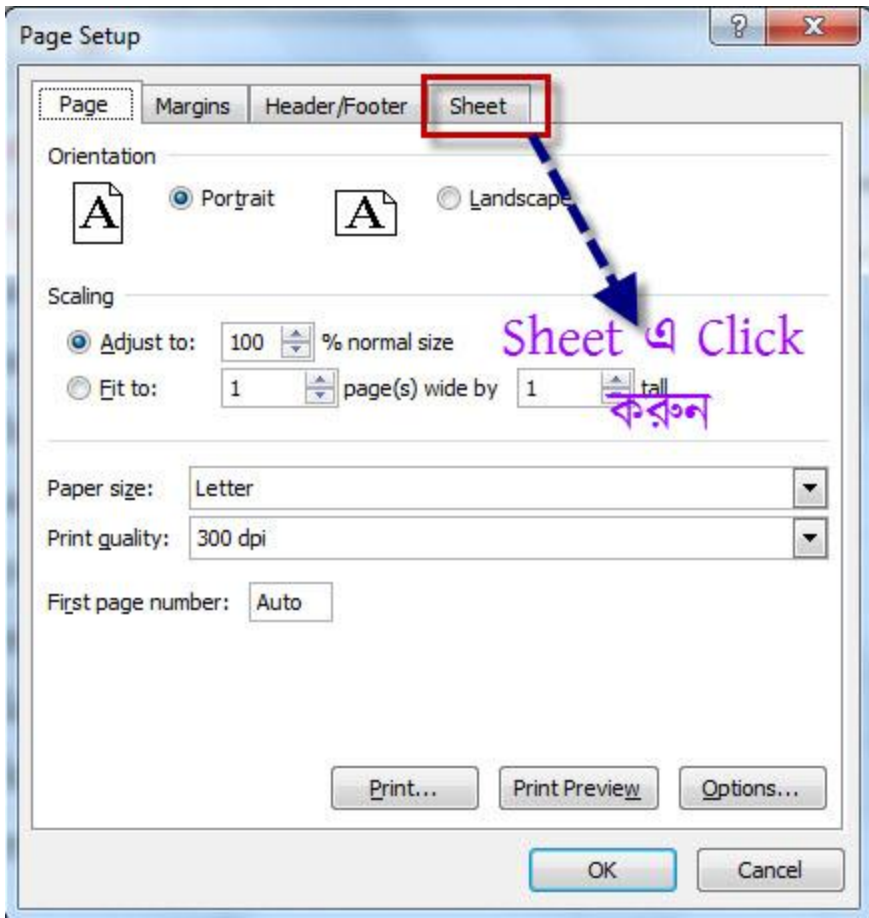 Page Setup
Page Margins Header/Footer Sheet
Orientation
A Portrait A Landscape
Scaling
Adjust to: 100 % normal size
Sheet এ Click
Fit to: 1 page(s) wide by 1 tall
করুন
Paper size: Letter
Print quality: 300 dpi
First page number: Auto
Print... Print Preview Options...
OK Cancel